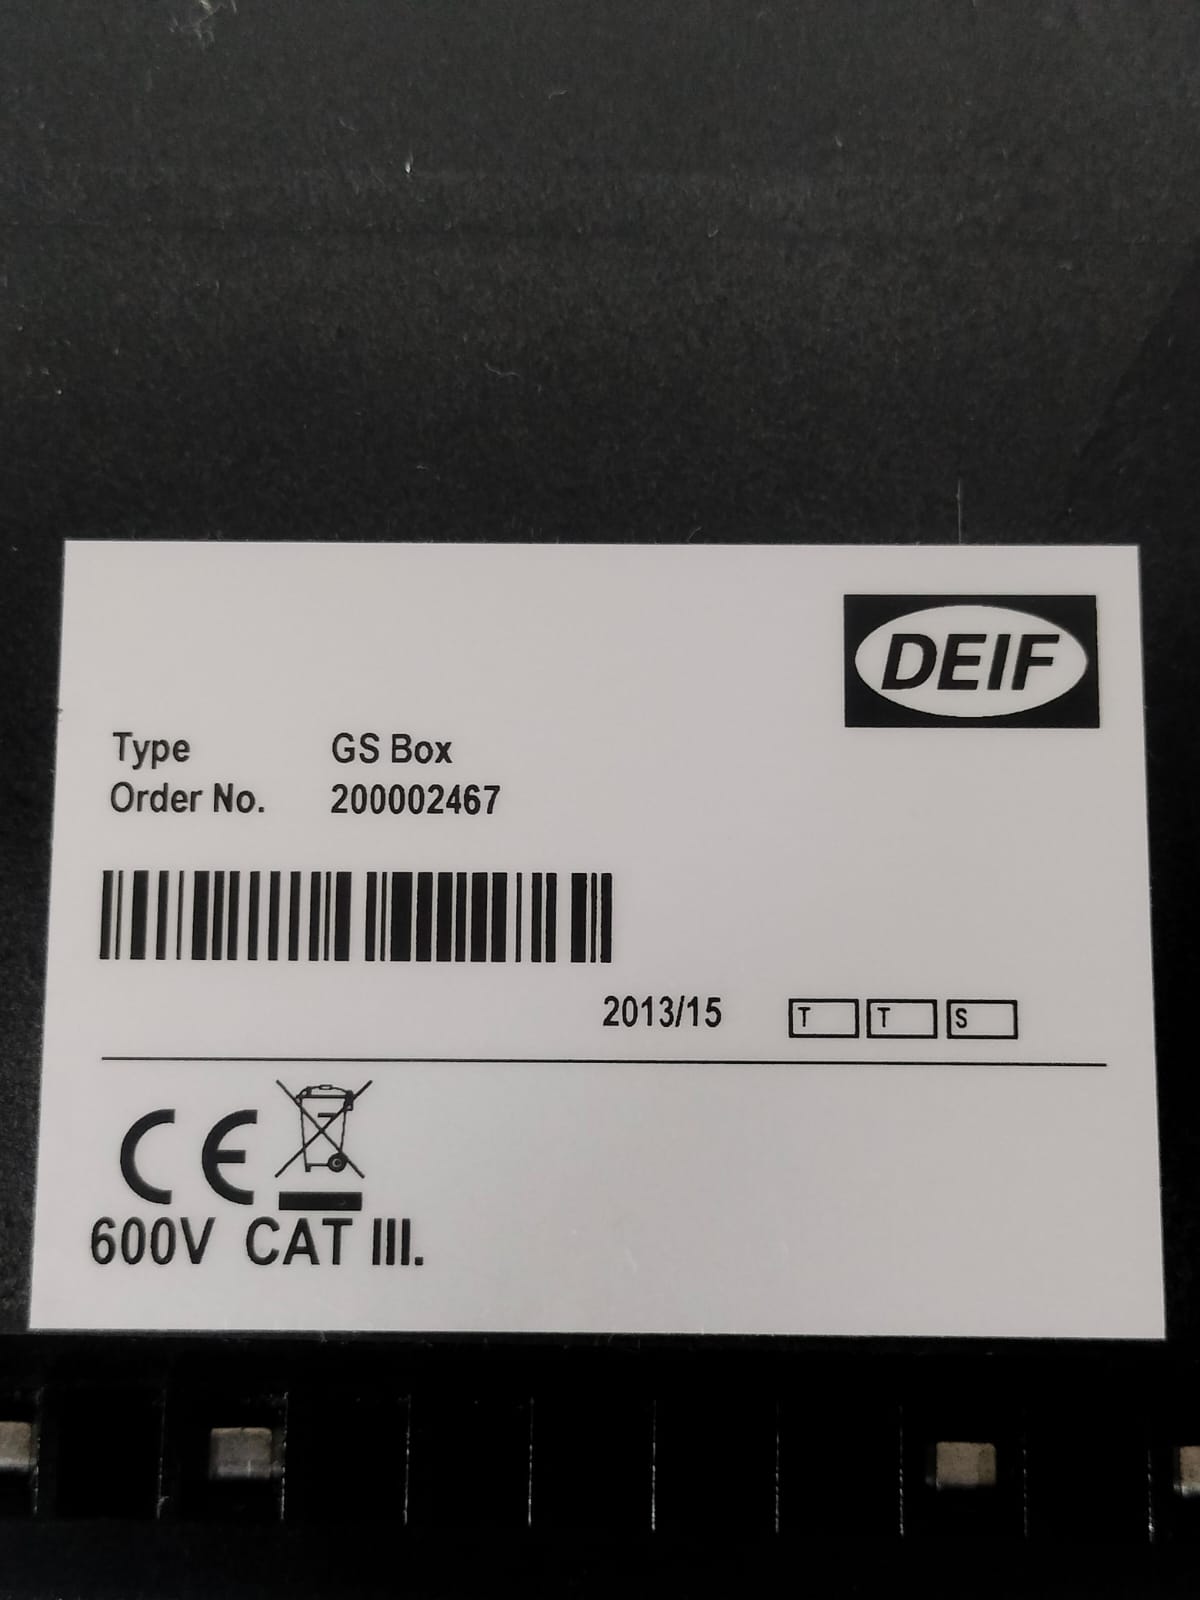 DEIF
Type GS Box
Order No. 200002467
2013/15 T T S
CE
600V CAT III.